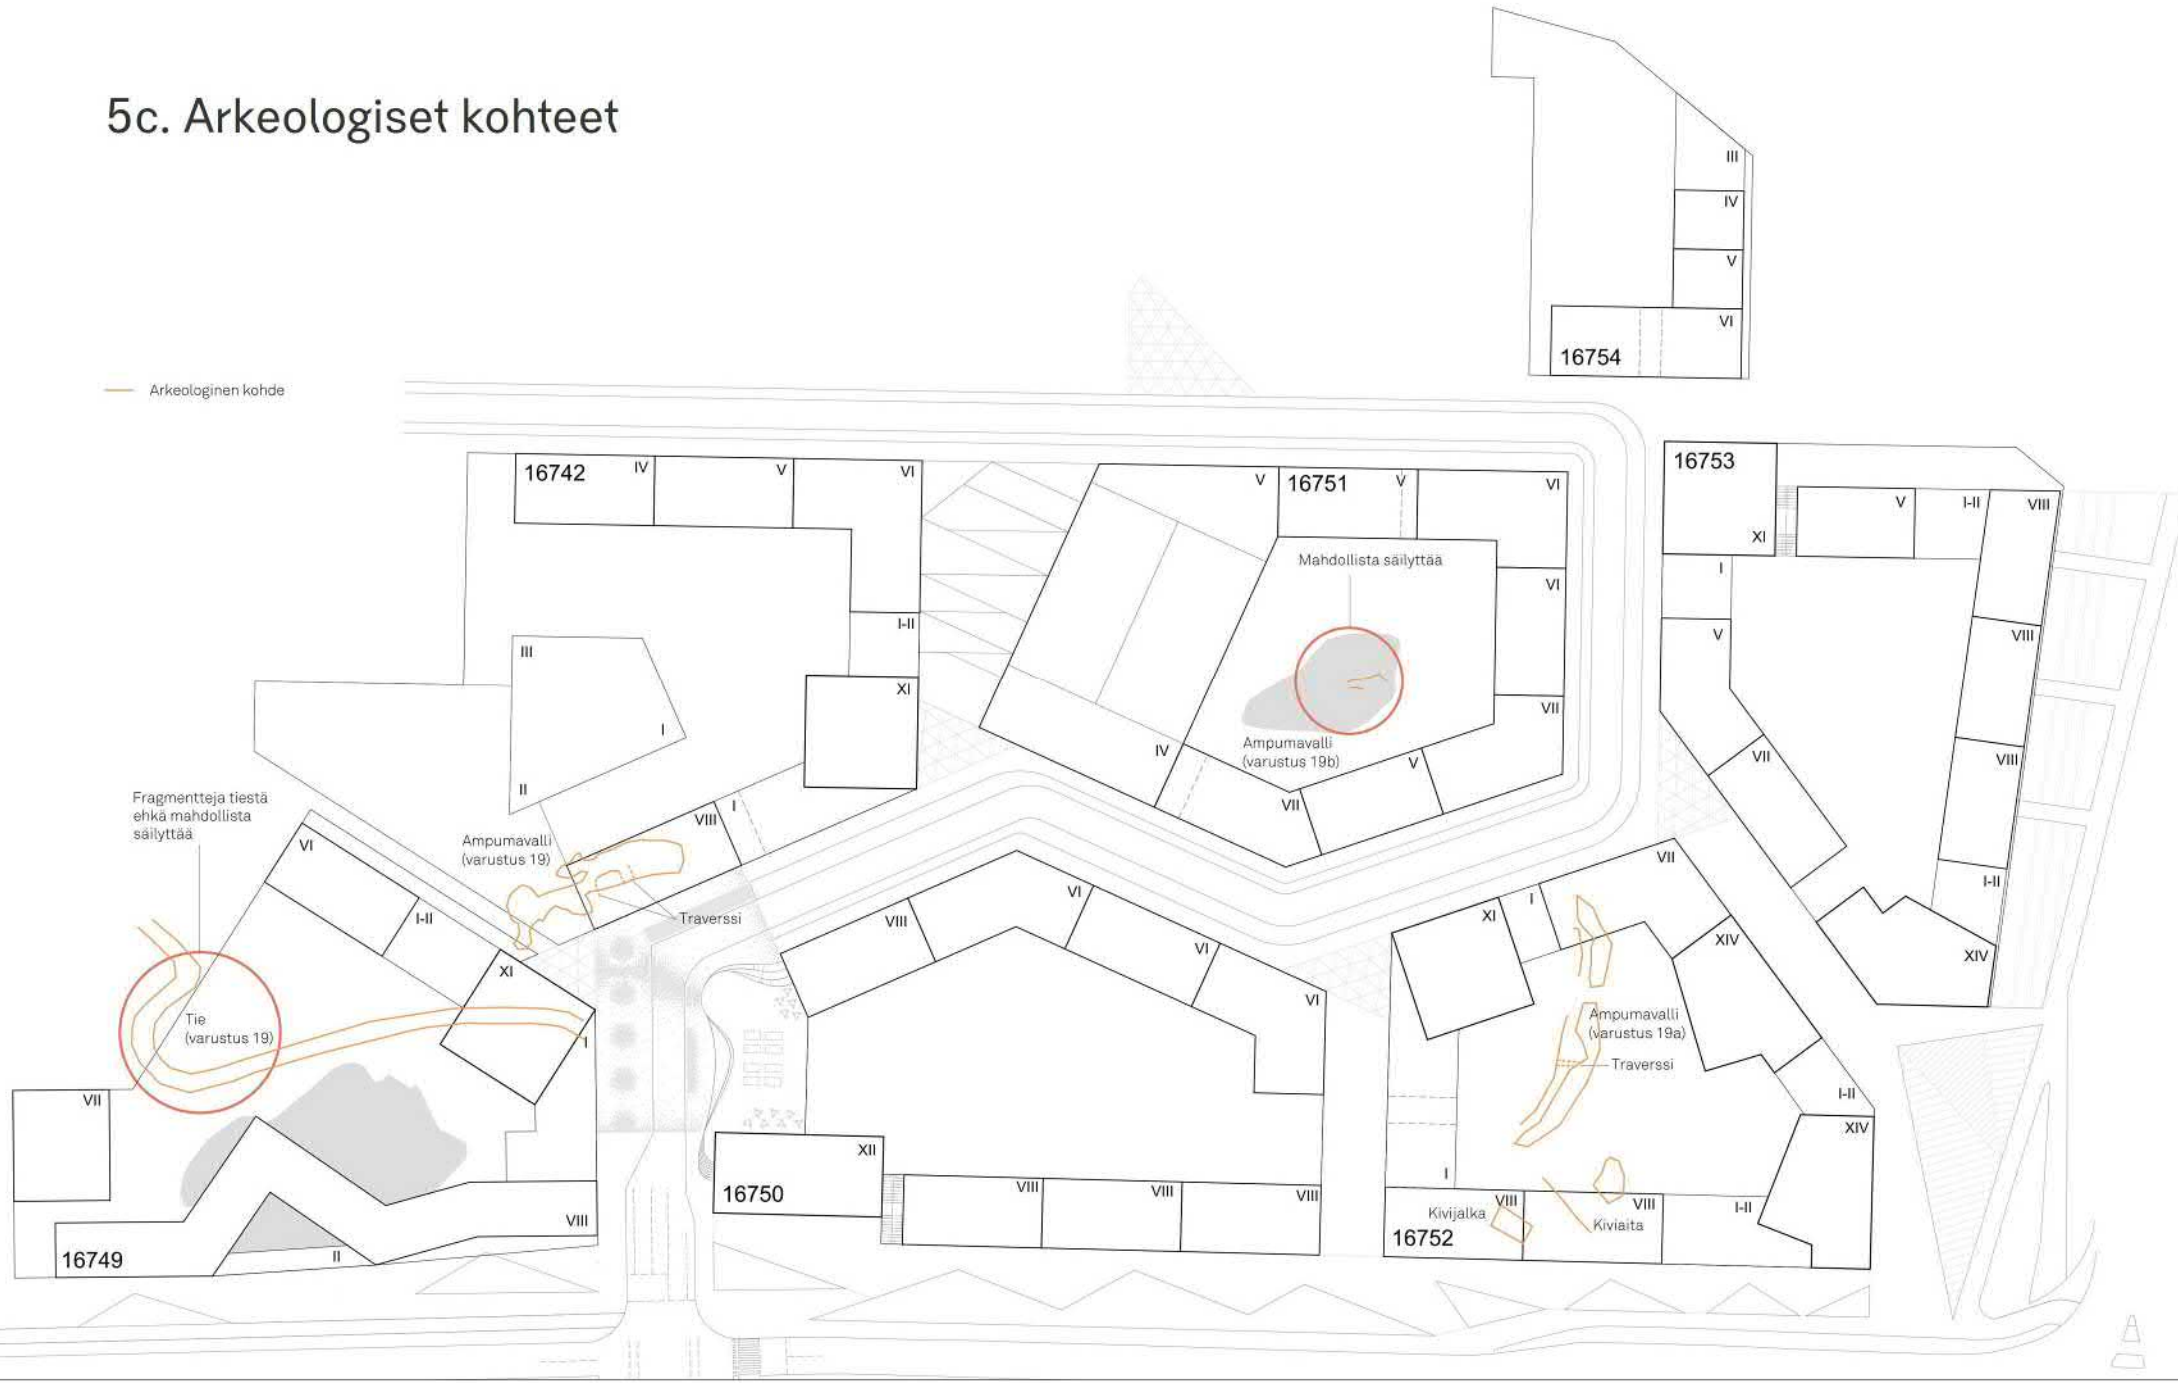 5c. Arkeologiset kohteet
Arkeologinen kohde
III
IV
V
VI
16754
16742
IV
V
VI
I-II
XI
III
I
II
VIII
I
Ampumavalli
(varustus 19)
Traverssi
V
16751
V
VI
Mahdollista säilyttää
VI
VII
Ampumavalli
(varustus 19b)
IV
V
VII
16753
XI
V
I-II
VIII
I
V
VIII
VII
VIII
I-II
XIV
Fragmentteja tiestä
ehkä mahdollista
säilyttää
VI
I-II
XI
Tie
(varustus 19)
I
VII
VIII
16749
II
VIII
VI
VI
VI
XII
16750
VIII
VIII
VIII
VII
XI
I
XIV
Ampumavalli
(varustus 19a)
Traverssi
I-II
XIV
I
Kivijalka
VIII
16752
Kiviaita
VIII
I-II